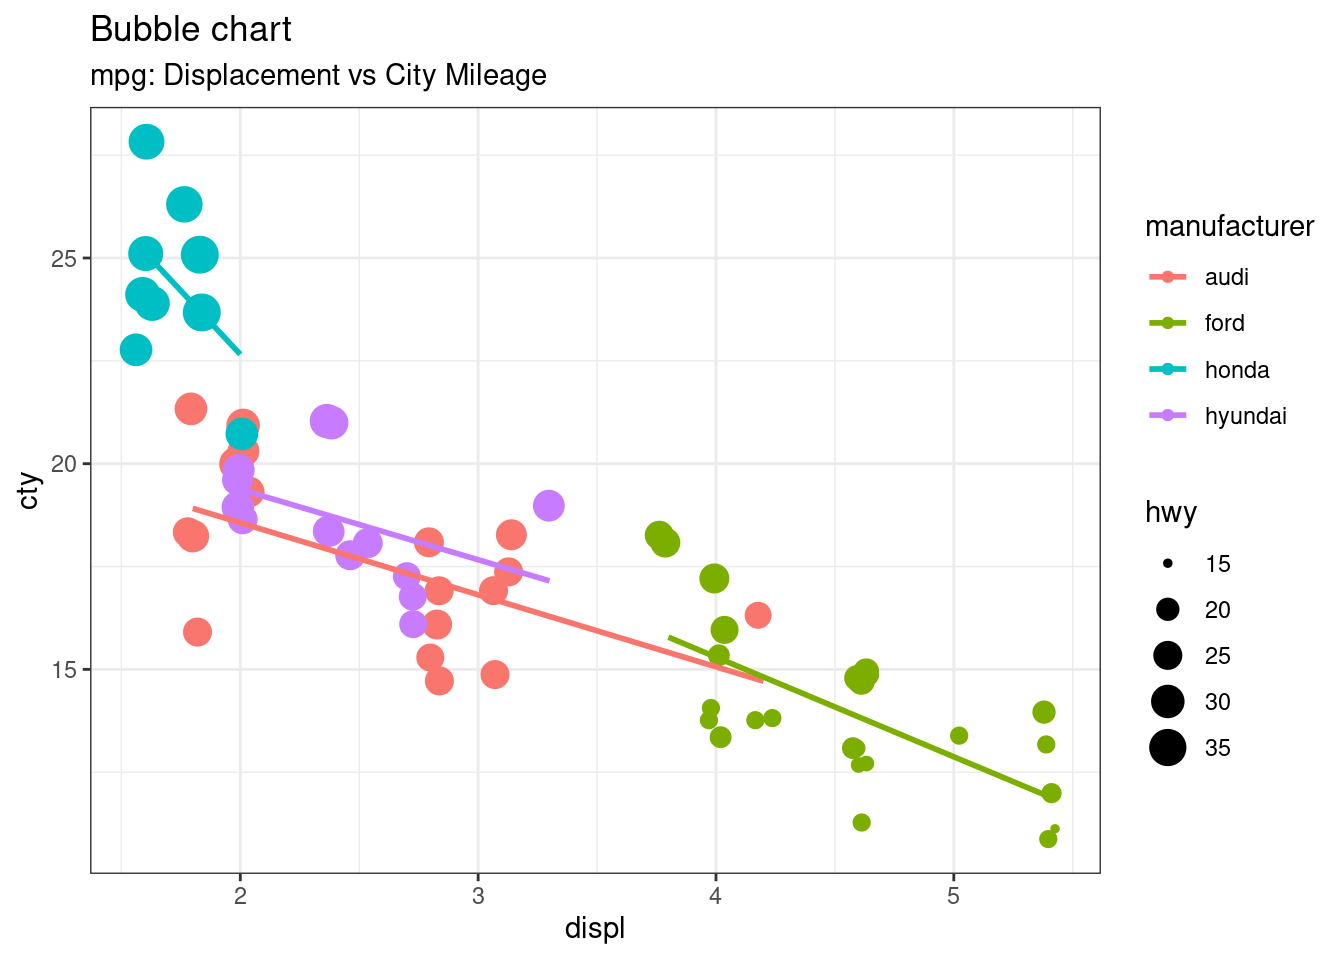 Bubble chart
mpg: Displacement vs City Mileage
25
20
15
cty
2 3 4 5
displ
manufacturer
audi
ford
honda
hyundai
hwy
15
20
25
30
35